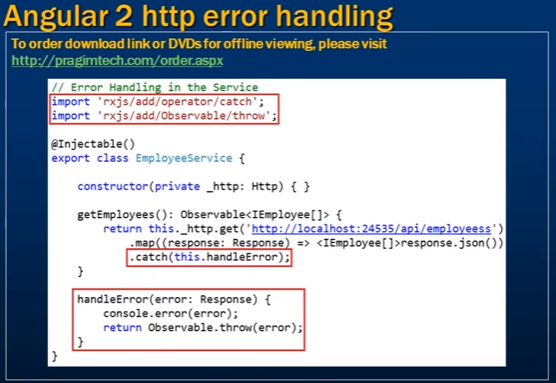 Angular 2 http error handling
To order download link or DVDs for offline viewing, please visit
http://pragimtech.com/order.aspx
// Error Handling in the Service
import 'rxjs/add/operator/catch';
import 'rxjs/add/Observable/throw';
@Injectable()
export class EmployeeService {
constructor(private _http: Http) { }
getEmployees(): Observable<IEmployee[]> {
return this._http.get('http://localhost:24535/api/employeess')
.map((response: Response) => <IEmployee[]>response.json())
.catch(this.handleError);
}
handleError(error: Response) {
console.error(error);
return Observable.throw(error);
}
}